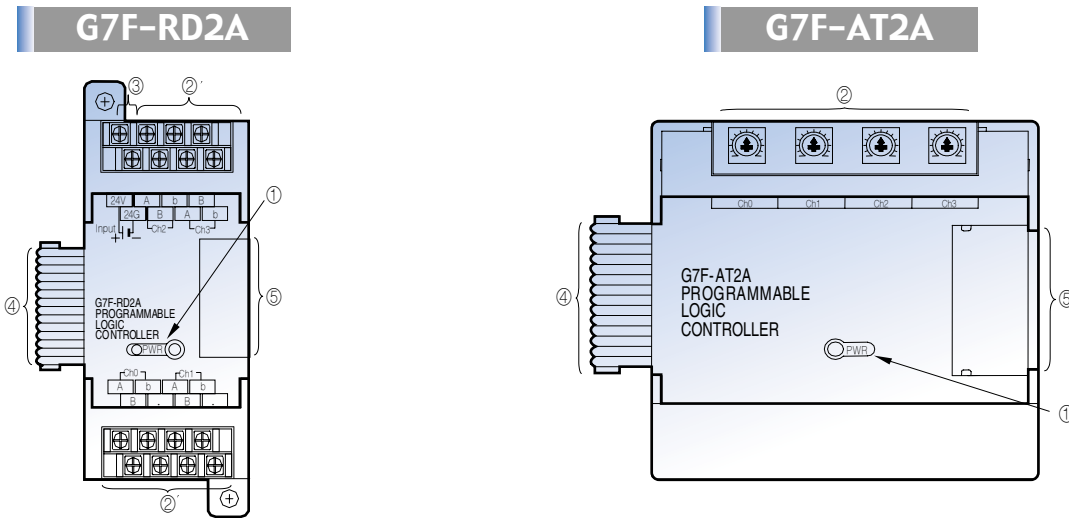 G7F-RD2A
③ ②´
24V A b B
24G B A b
Input Ch2 Ch3
+ −
①
④
⑤
G7F-RD2A
PROGRAMMABLE
LOGIC
CONTROLLER
PWR
Ch0 Ch1
A b A b
B . B .
②´
G7F-AT2A
②
Ch0 Ch1 Ch2 Ch3
④
⑤
G7F-AT2A
PROGRAMMABLE
LOGIC
CONTROLLER
PWR
①